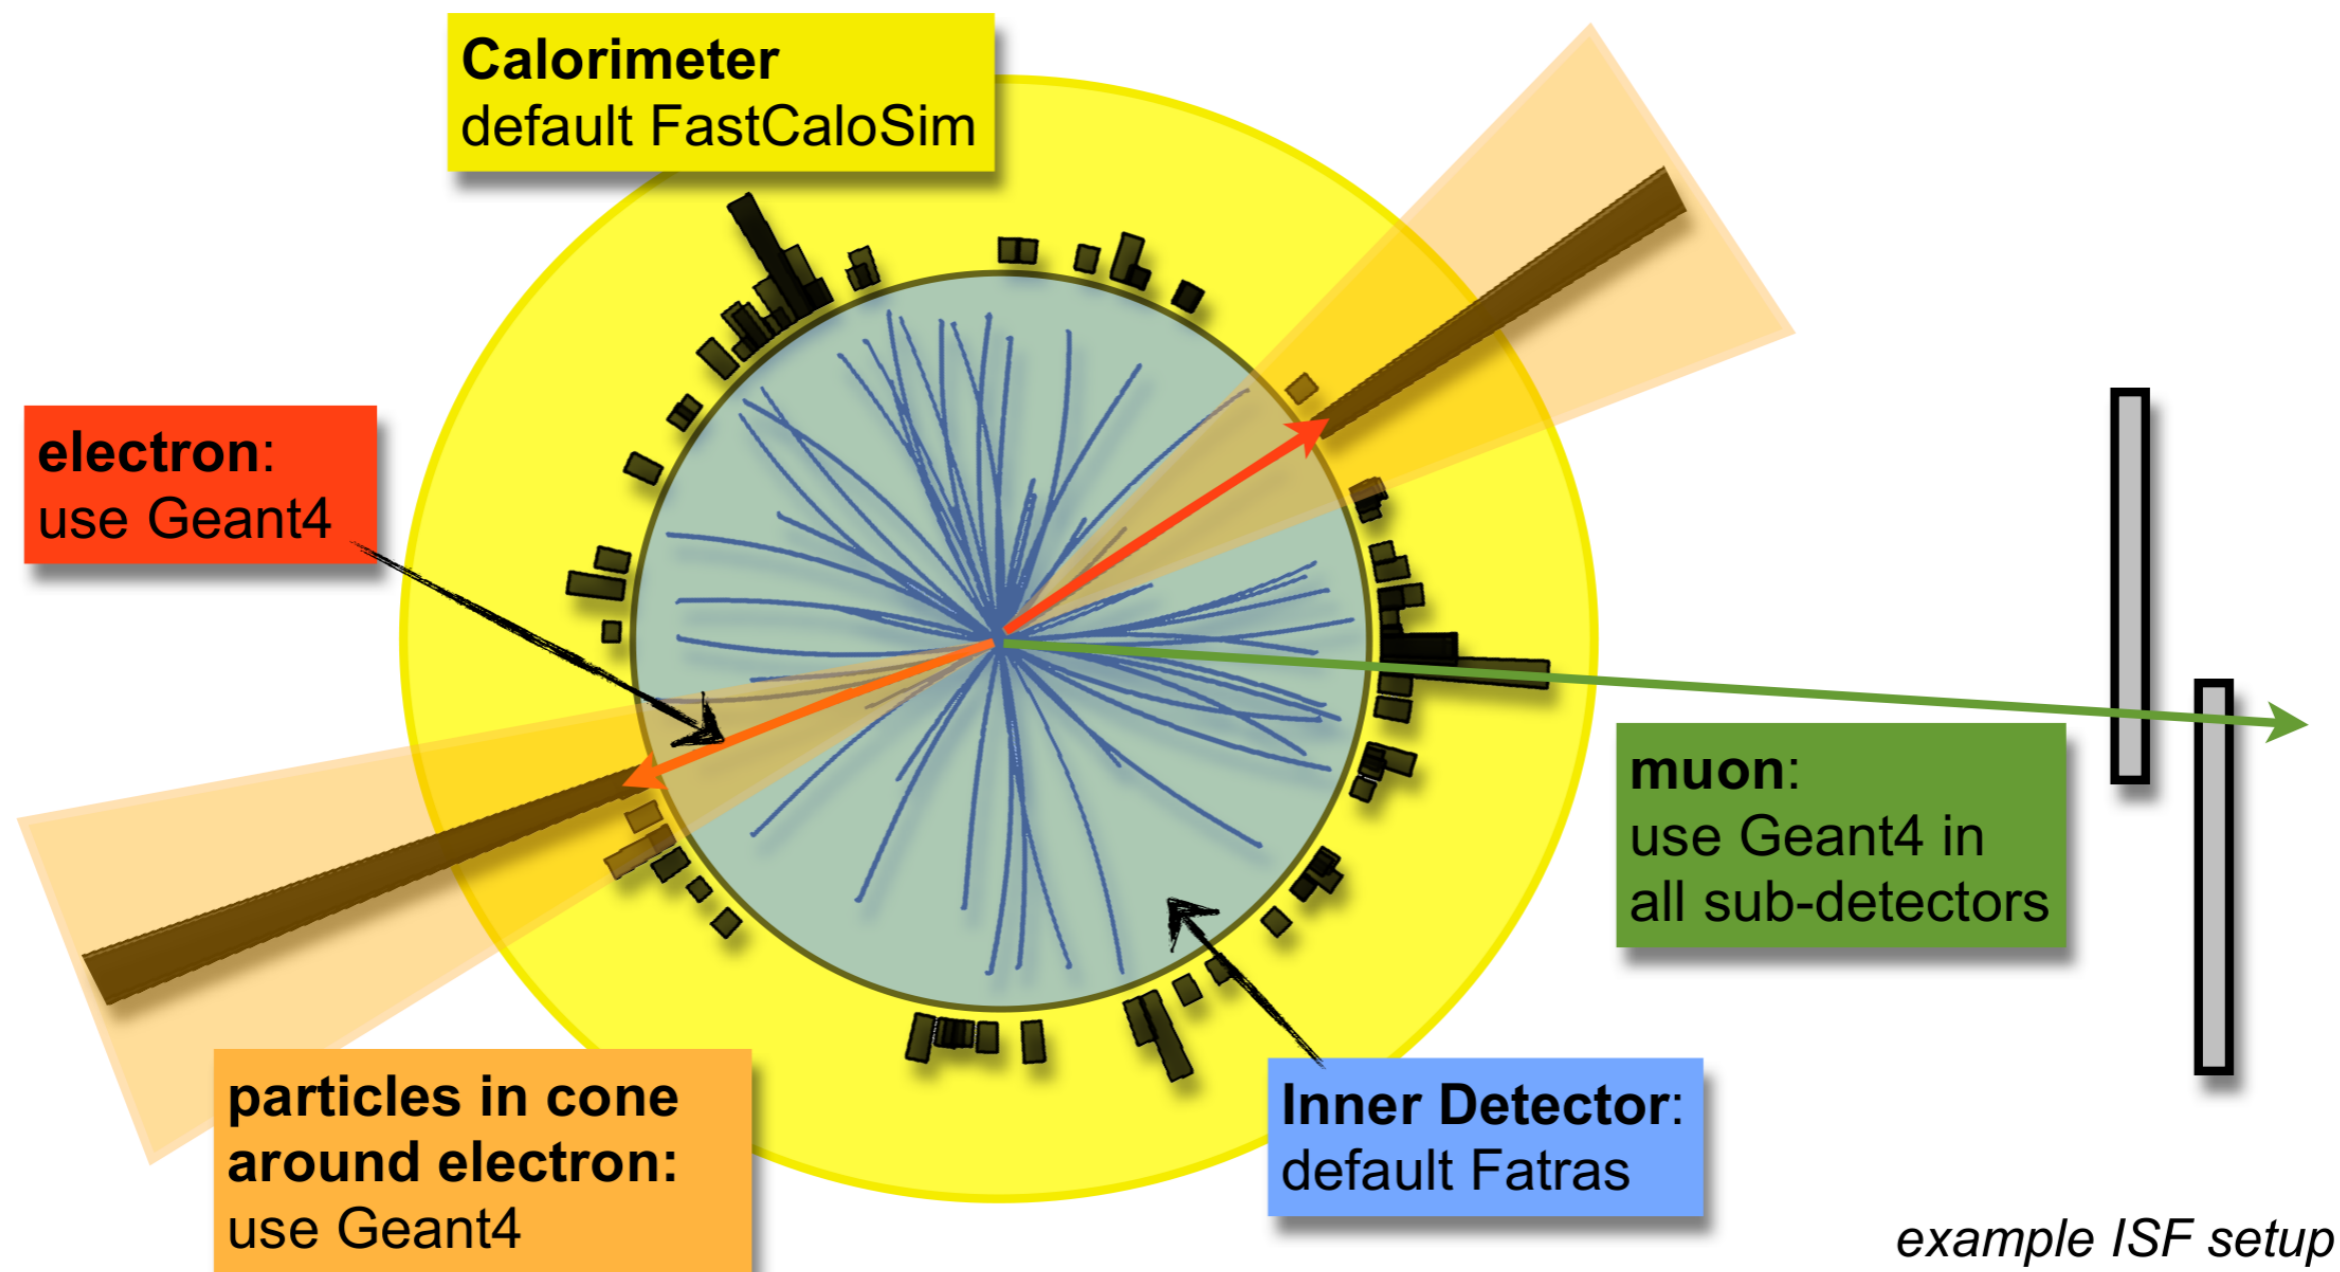 Calorimeter
default FastCaloSim
electron:
use Geant4
muon:
use Geant4 in
all sub-detectors
particles in cone
around electron:
use Geant4
Inner Detector:
default Fatras
example ISF setup